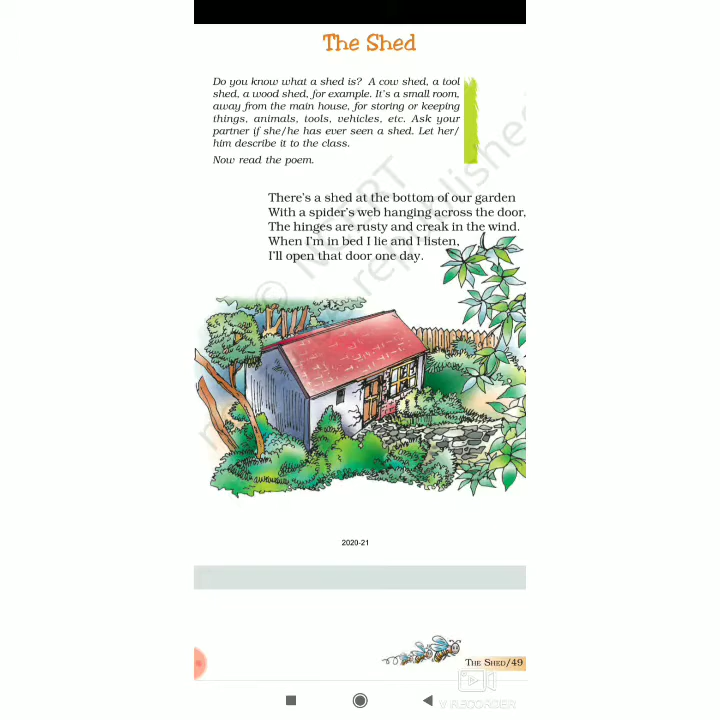 The Shed
Do you know what a shed is? A cow shed, a tool
shed, a wood shed, for example. It's a small room,
away from the main house, for storing or keeping
things, animals, tools, vehicles, etc. Ask your
partner if she/he has ever seen a shed. Let her/
him describe it to the class.
Now read the poem.
There's a shed at the bottom of our garden
With a spider's web hanging across the door,
The hinges are rusty and creak in the wind.
When I'm in bed I lie and I listen,
I'll open that door one day.
© NCERT
republished
2020-21
THE SHED/49
V RECORDER